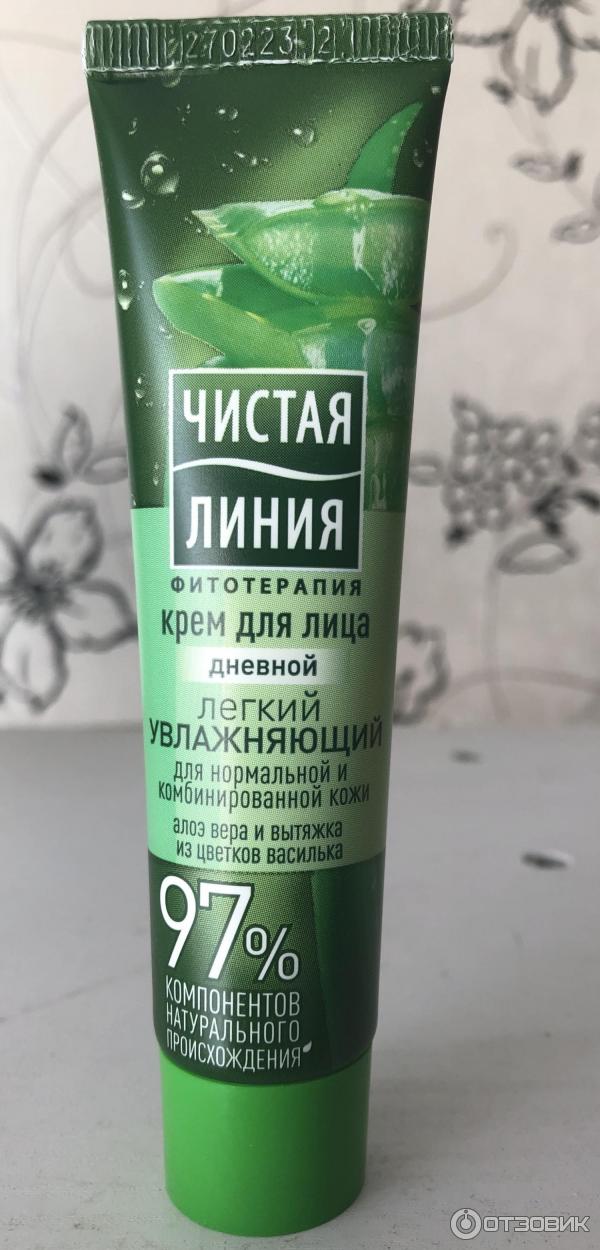 270223 2
ЧИСТАЯ
ЛИНИЯ
ФИТОТЕРАПИЯ
крем для лица
дневной
легкий
увлажняющий
для нормальной и
комбинированной кожи
алоэ вера и вытяжка
из цветков василька
97%
КОМПОНЕНТОВ
НАТУРАЛЬНОГО
ПРОИСХОЖДЕНИЯ
ОТЗОВИК